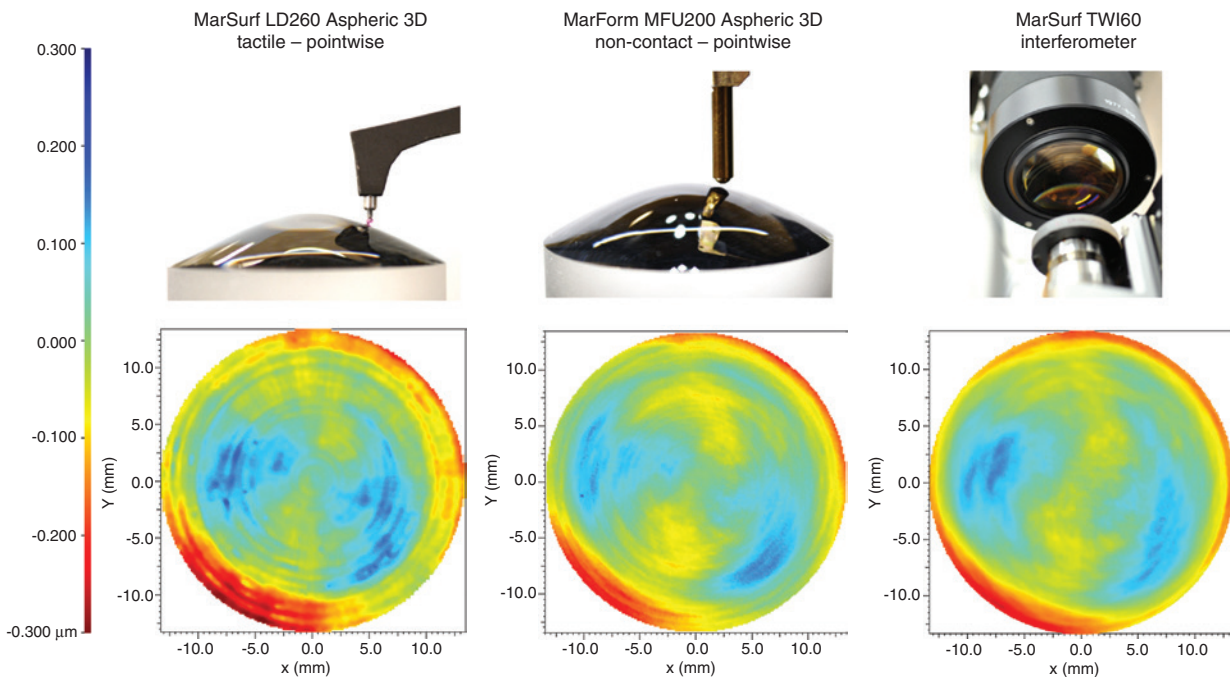 MarSurf LD260 Aspheric 3D
tactile – pointwise
MarForm MFU200 Aspheric 3D
non-contact – pointwise
MarSurf TWI60
interferometer
0.300
0.200
0.100
0.000
-0.100
-0.200
-0.300 µm
10.0
5.0
0.0
-5.0
-10.0
Y (mm)
-10.0 -5.0 0.0 5.0 10.0
x (mm)
10.0
5.0
0.0
-5.0
-10.0
Y (mm)
-10.0 -5.0 0.0 5.0 10.0
x (mm)
10.0
5.0
0.0
-5.0
-10.0
Y (mm)
-10.0 -5.0 0.0 5.0 10.0
x (mm)